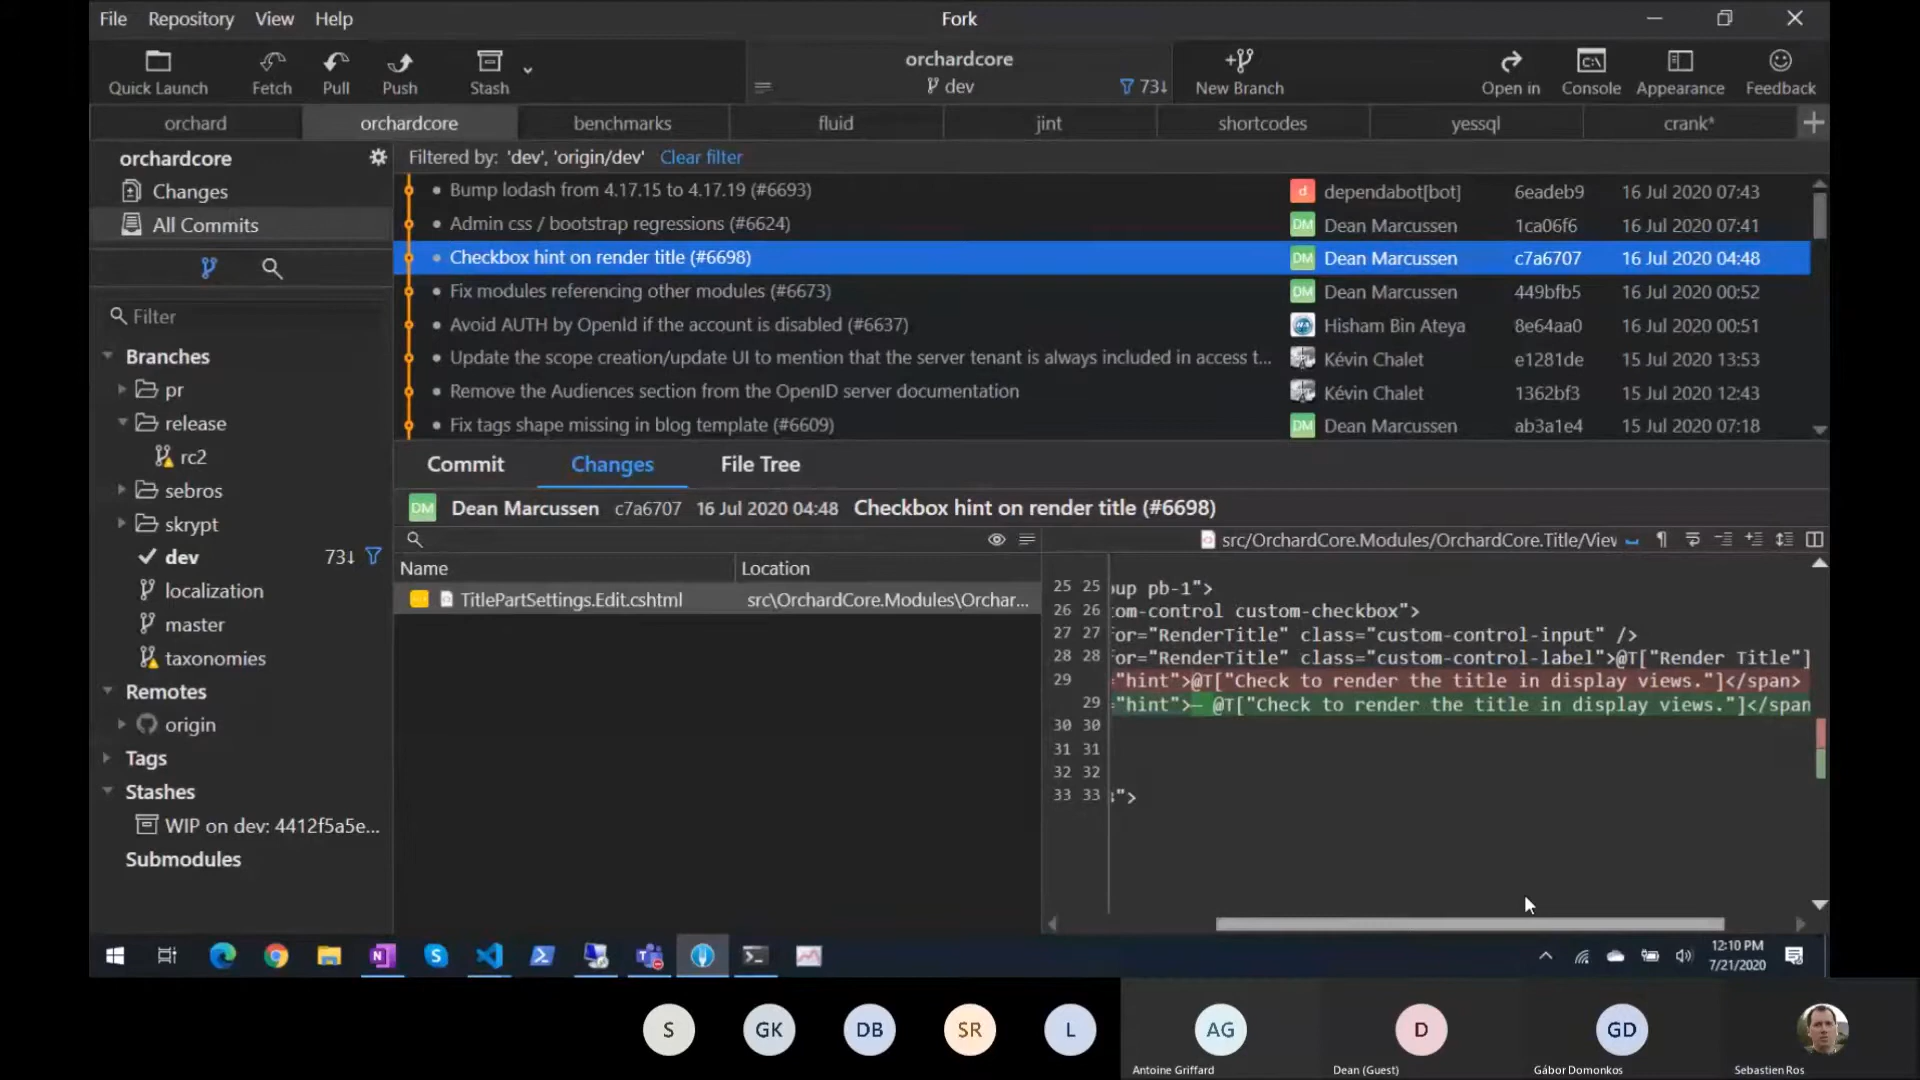 File Repository View Help
Fork
Quick Launch Fetch Pull Push Stash
orchardcore
dev
73↓
New Branch
Open in Console Appearance Feedback
orchard orchardcore benchmarks fluid jint shortcodes yessql crank*
orchardcore
Changes
All Commits
Filter
Branches
pr
release
rc2
sebros
skrypt
dev 73↓
localization
master
taxonomies
Remotes
origin
Tags
Stashes
WIP on dev: 4412f5a5e...
Submodules
Filtered by: 'dev', 'origin/dev' Clear filter
Bump lodash from 4.17.15 to 4.17.19 (#6693) d dependabot[bot] 6eadeb9 16 Jul 2020 07:43
Admin css / bootstrap regressions (#6624) DM Dean Marcussen 1ca06f6 16 Jul 2020 07:41
Checkbox hint on render title (#6698) DM Dean Marcussen c7a6707 16 Jul 2020 04:48
Fix modules referencing other modules (#6673) DM Dean Marcussen 449bfb5 16 Jul 2020 00:52
Avoid AUTH by OpenId if the account is disabled (#6637) Hisham Bin Ateya 8e64aa0 16 Jul 2020 00:51
Update the scope creation/update UI to mention that the server tenant is always included in access t... Kévin Chalet e1281de 15 Jul 2020 13:53
Remove the Audiences section from the OpenID server documentation Kévin Chalet 1362bf3 15 Jul 2020 12:43
Fix tags shape missing in blog template (#6609) DM Dean Marcussen ab3a1e4 15 Jul 2020 07:18
Commit Changes File Tree
DM Dean Marcussen c7a6707 16 Jul 2020 04:48 Checkbox hint on render title (#6698)
src/OrchardCore.Modules/OrchardCore.Title/View
Name Location
TitlePartSettings.Edit.cshtml src\OrchardCore.Modules\Orchar...
25 25 oup pb-1">
26 26 tom-control custom-checkbox">
27 27 for="RenderTitle" class="custom-control-input" />
28 28 for="RenderTitle" class="custom-control-label">@T["Render Title"]
29 ="hint">@T["Check to render the title in display views."]</span>
29 ="hint">— @T["Check to render the title in display views."]</span
30 30
31 31
32 32
33 33 ">
12:10 PM
7/21/2020
S GK DB SR L AG D GD
Antoine Griffard Dean (Guest) Gábor Domonkos Sebastien Ros